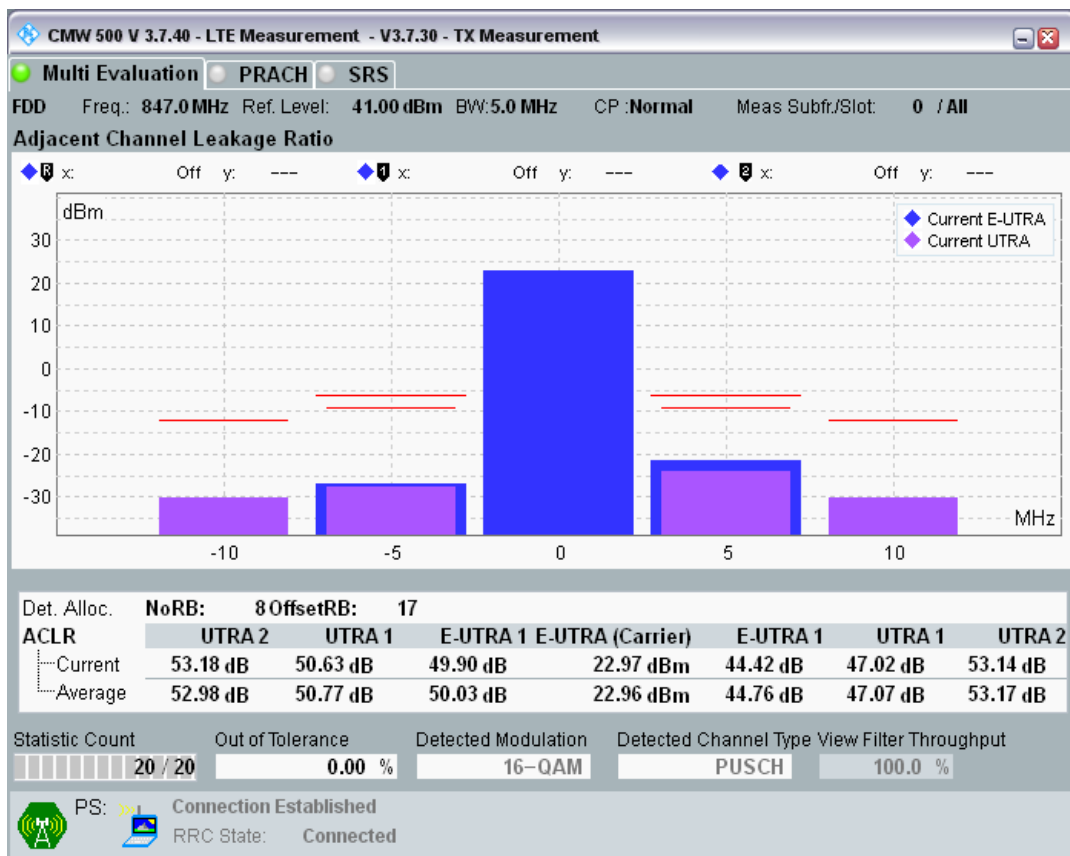 CMW 500 V 3.7.40 - LTE Measurement - V3.7.30 - TX Measurement
Multi Evaluation PRACH SRS
FDD Freq.: 847.0 MHz Ref. Level: 41.00 dBm BW:5.0 MHz CP :Normal Meas Subfr./Slot: 0 / All
Adjacent Channel Leakage Ratio
R x: Off y: --- 1 x: Off y: --- 2 x: Off y: ---
dBm
Current E-UTRA
Current UTRA
30
20
10
0
-10
-20
-30
MHz
-10 -5 0 5 10
Det. Alloc. NoRB: 8 OffsetRB: 17
ACLR UTRA 2 UTRA 1 E-UTRA 1 E-UTRA (Carrier) E-UTRA 1 UTRA 1 UTRA 2
Current 53.18 dB 50.63 dB 49.90 dB 22.97 dBm 44.42 dB 47.02 dB 53.14 dB
Average 52.98 dB 50.77 dB 50.03 dB 22.96 dBm 44.76 dB 47.07 dB 53.17 dB
Statistic Count Out of Tolerance Detected Modulation Detected Channel Type View Filter Throughput
20 / 20 0.00 % 16-QAM PUSCH 100.0 %
PS: Connection Established
RRC State: Connected